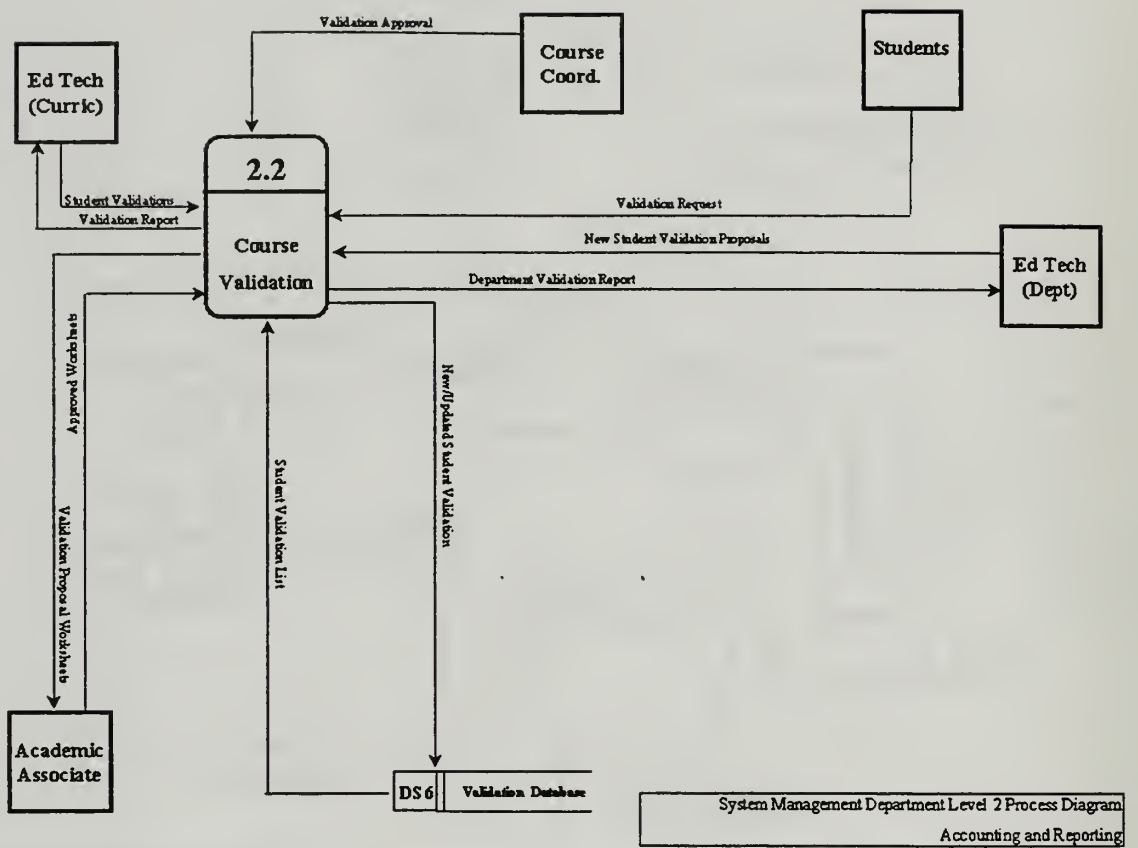 Validation Approval
Course
Coord.
Students
Ed Tech
(Curric)
2.2
Course
Validation
Student Validations
Validation Report
Validation Request
New Student Validation Proposals
Department Validation Report
Ed Tech
(Dept)
Approved Worksheets
Validation Proposal Worksheets
Student Validation List
New/Updated Student Validation
Academic
Associate
DS6
Validation Database
System Management Department Level 2 Process Diagram
Accounting and Reporting